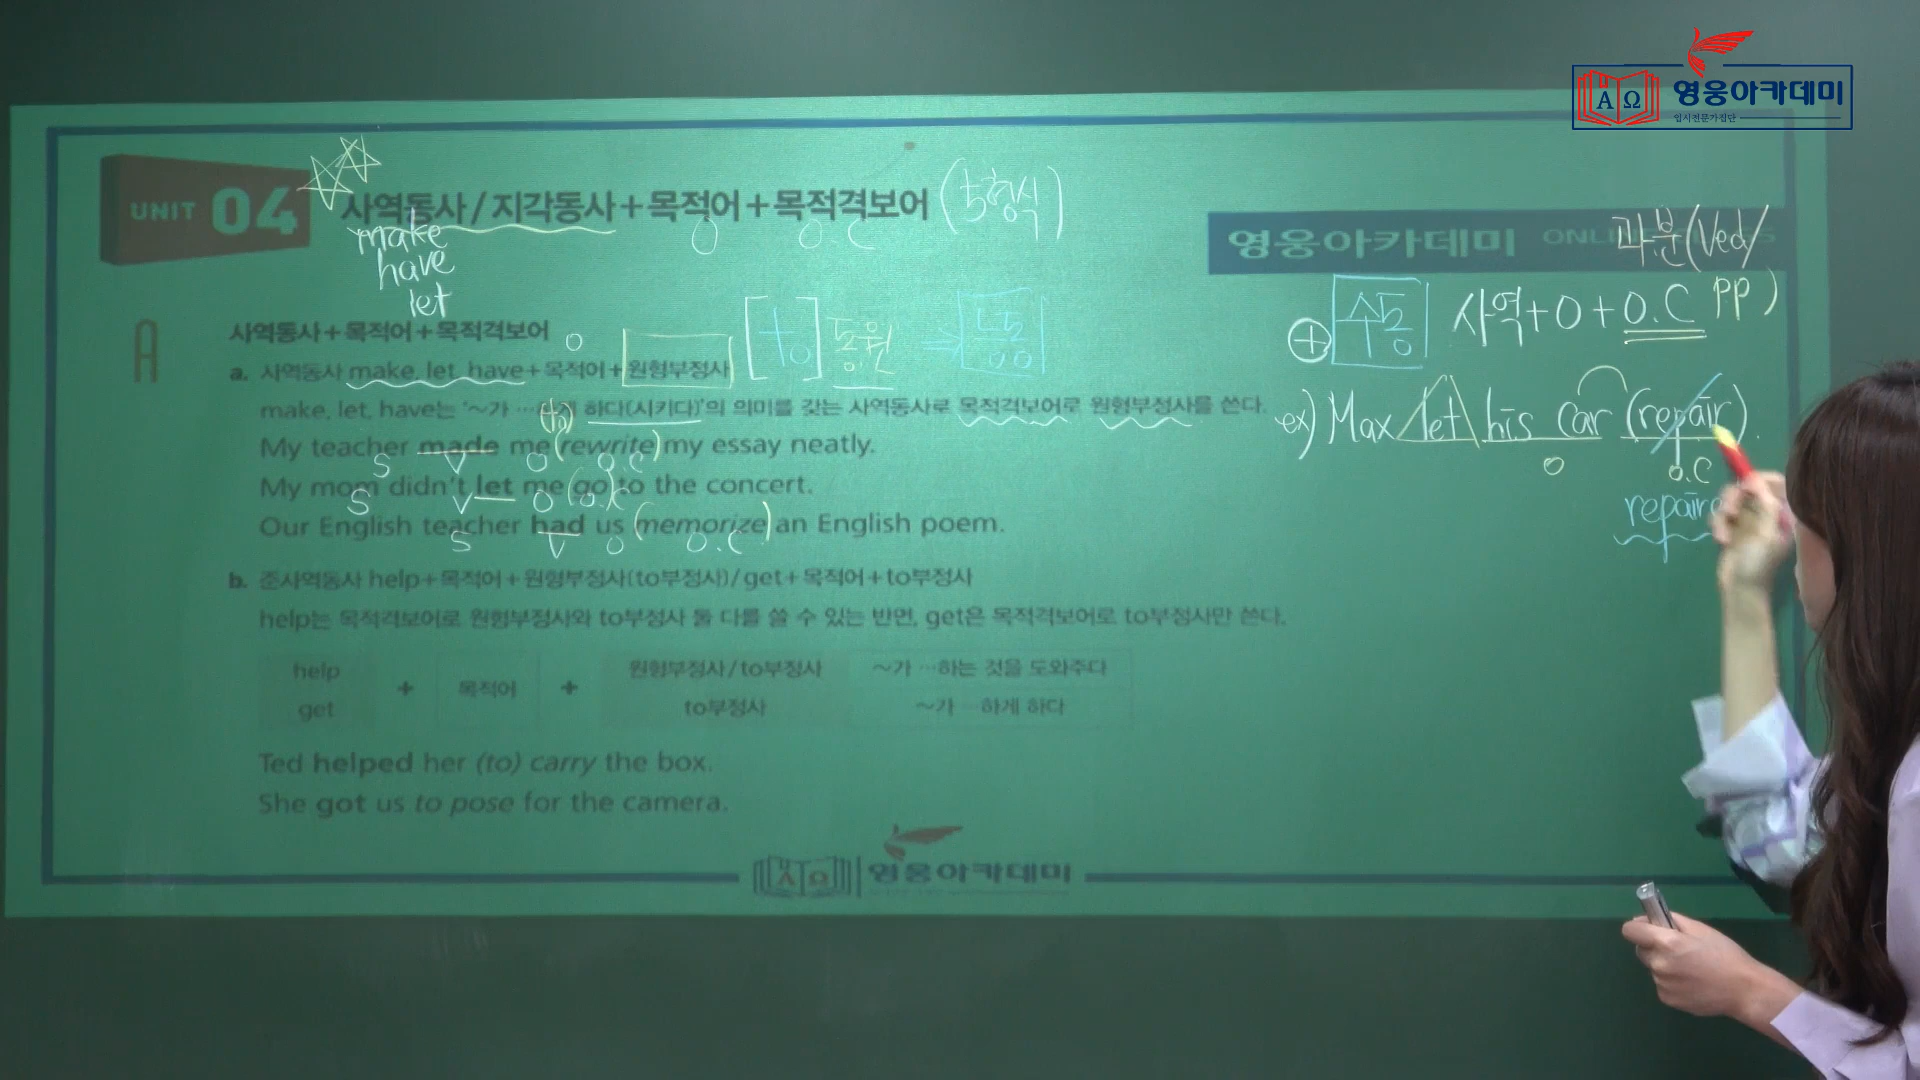 영웅아카데미
입시전문가집단
UNIT 04 사역동사/지각동사+목적어+목적격보어 (5형식)
make O O.C
have
let
영웅아카데미 ONLINE
과.분(Ved/
pp)
⊕ 수동 사역+O+O.C
A
사역동사+목적어+목적격보어
O [to] 동원 ⇒ 능동
a. 사역동사 make, let, have+목적어+원형부정사
make, let, have는 '~가 … 하게 하다(시키다)'의 의미를 갖는 사역동사로 목적격보어로 원형부정사를 쓴다.
(to)
My teacher made me (rewrite) my essay neatly.
S V O O.C
My mom didn't let me (go) to the concert.
S V O O.C
Our English teacher had us (memorize) an English poem.
S V O O.C
ex) Max let his car (repair).
O O.C
repaire
b. 준사역동사 help+목적어+원형부정사(to부정사)/get+목적어+to부정사
help는 목적격보어로 원형부정사와 to부정사 둘 다를 쓸 수 있는 반면, get은 목적격보어로 to부정사만 쓴다.
help 원형부정사/to부정사 ~가 …하는 것을 도와주다
+ 목적어 +
get to부정사 ~가 …하게 하다
Ted helped her (to) carry the box.
She got us to pose for the camera.
영웅아카데미